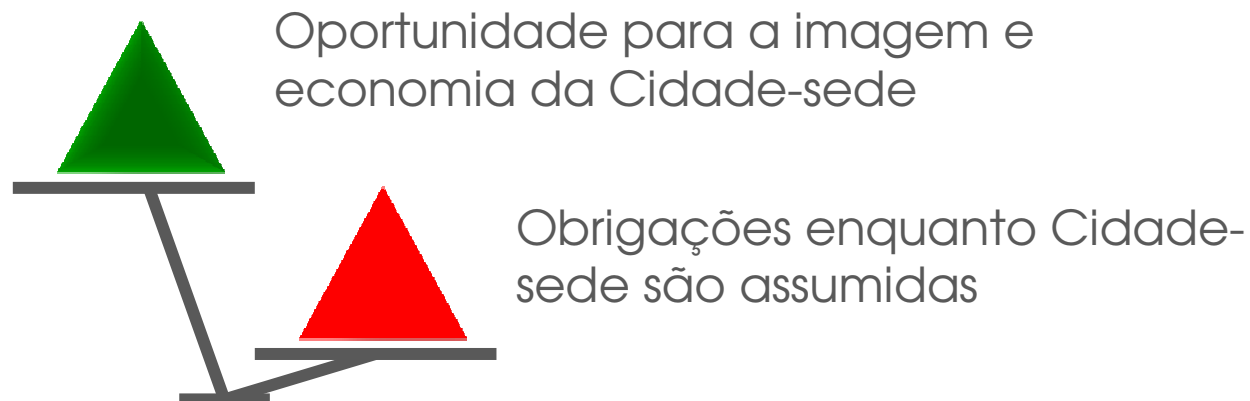 Oportunidade para a imagem e
economia da Cidade-sede
Obrigações enquanto Cidade-
sede são assumidas